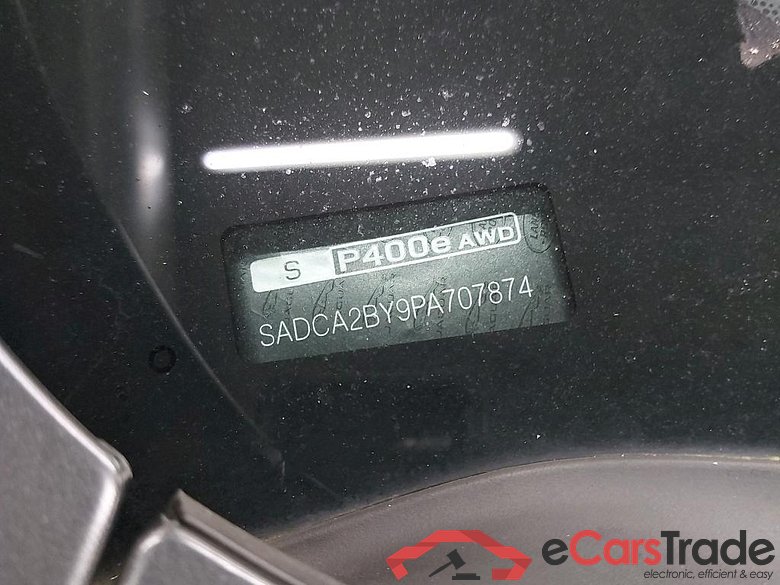 S P400e AWD
SADCA2BY9PA707874
eCarsTrade
electronic, efficient & easy